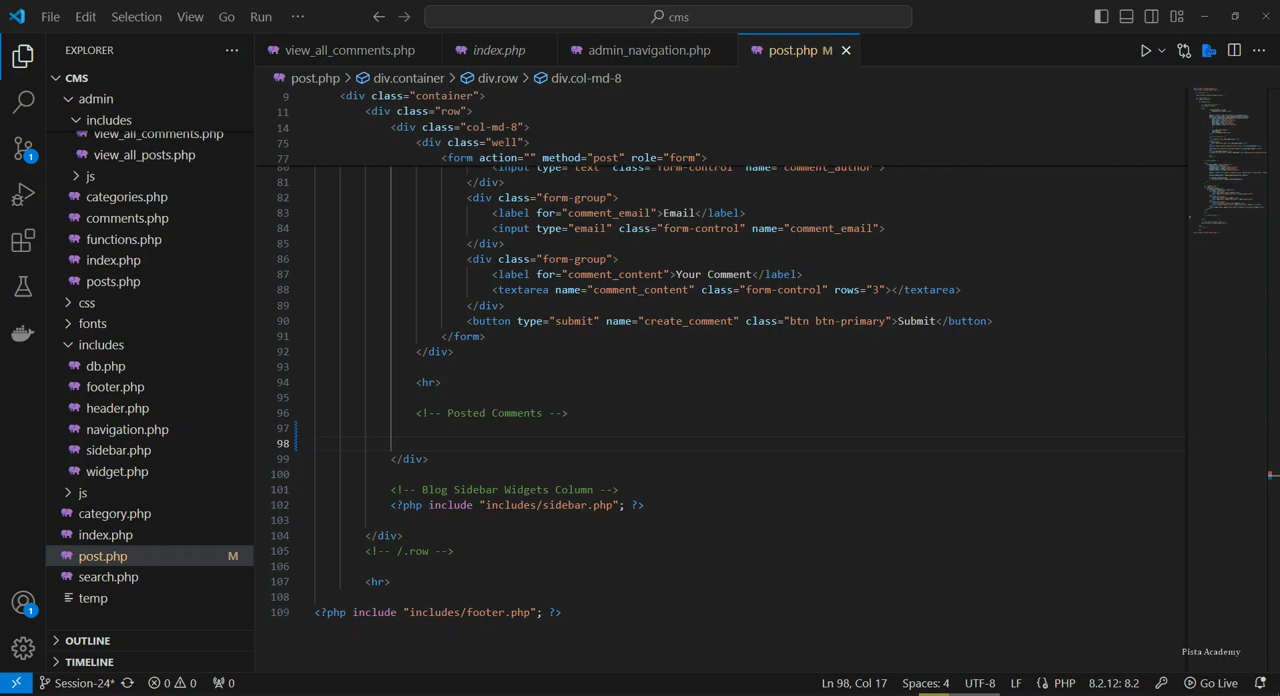 File Edit Selection View Go Run ··· cms
EXPLORER ···
CMS
admin
includes
view_all_comments.php
view_all_posts.php
js
categories.php
comments.php
functions.php
index.php
posts.php
css
fonts
includes
db.php
footer.php
header.php
navigation.php
sidebar.php
widget.php
js
category.php
index.php
post.php M
search.php
temp
OUTLINE
TIMELINE
view_all_comments.php index.php admin_navigation.php post.php M
post.php > div.container > div.row > div.col-md-8
9 <div class="container">
11 <div class="row">
14 <div class="col-md-8">
75 <div class="well">
77 <form action="" method="post" role="form">
80 <input type="text" class="form-control" name="comment_author">
81 </div>
82 <div class="form-group">
83 <label for="comment_email">Email</label>
84 <input type="email" class="form-control" name="comment_email">
85 </div>
86 <div class="form-group">
87 <label for="comment_content">Your Comment</label>
88 <textarea name="comment_content" class="form-control" rows="3"></textarea>
89 </div>
90 <button type="submit" name="create_comment" class="btn btn-primary">Submit</button>
91 </form>
92 </div>
93
94 <hr>
95
96 <!-- Posted Comments -->
97
98
99 </div>
100
101 <!-- Blog Sidebar Widgets Column -->
102 <?php include "includes/sidebar.php"; ?>
103
104 </div>
105 <!-- /.row -->
106
107 <hr>
108
109 <?php include "includes/footer.php"; ?>
Pista Academy
1
1
Session-24* 0 0 0 Ln 98, Col 17 Spaces: 4 UTF-8 LF PHP 8.2.12: 8.2 Go Live